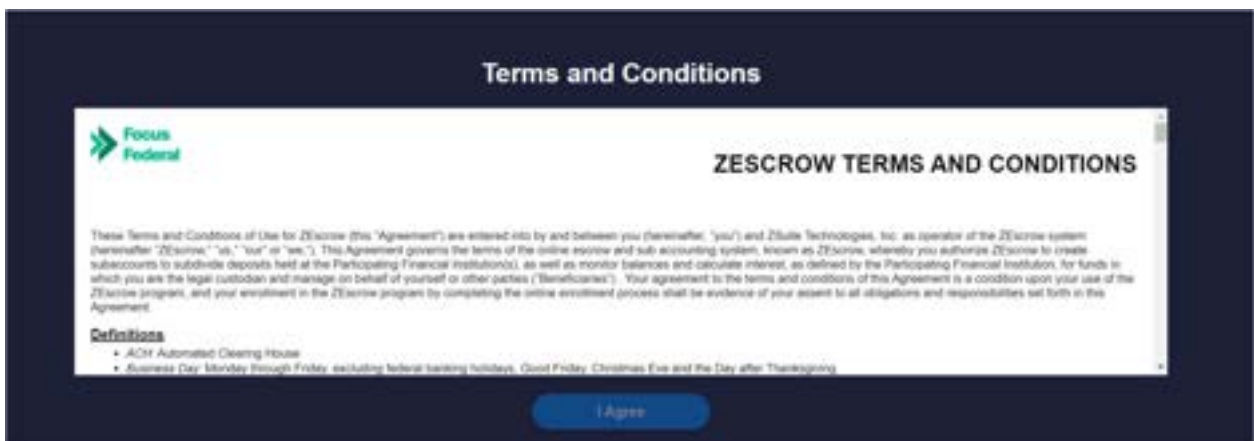 Terms and Conditions
Focus
Federal
ZESCROW TERMS AND CONDITIONS
These Terms and Conditions of Use for ZEscrow (this "Agreement") are entered into by and between you (hereinafter, "you") and ZSuite Technologies, Inc. as operator of the ZEscrow system
(hereinafter "ZEscrow," "us," "our" or "we,"). This Agreement governs the terms of the online escrow and sub accounting system, known as ZEscrow, whereby you authorize ZEscrow to create
subaccounts to subdivide deposits held at the Participating Financial Institution(s), as well as monitor balances and calculate interest, as defined by the Participating Financial Institution, for funds in
which you are the legal custodian and manage on behalf of yourself or other parties ("Beneficiaries"). Your agreement to the terms and conditions of this Agreement is a condition upon your use of the
ZEscrow program, and your enrollment in the ZEscrow program by completing the online enrollment process shall be evidence of your assent to all obligations and responsibilities set forth in this
Agreement.
Definitions
• ACH: Automated Clearing House
• Business Day: Monday through Friday, excluding federal banking holidays, Good Friday, Christmas Eve and the Day after Thanksgiving
I Agree